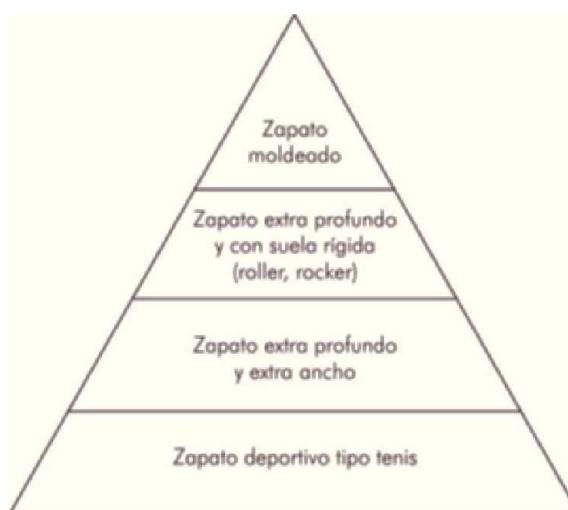 Zapato
moldeado
Zapato extra profundo
y con suela rígida
(roller, rocker)
Zapato extra profundo
y extra ancho
Zapato deportivo tipo tenis